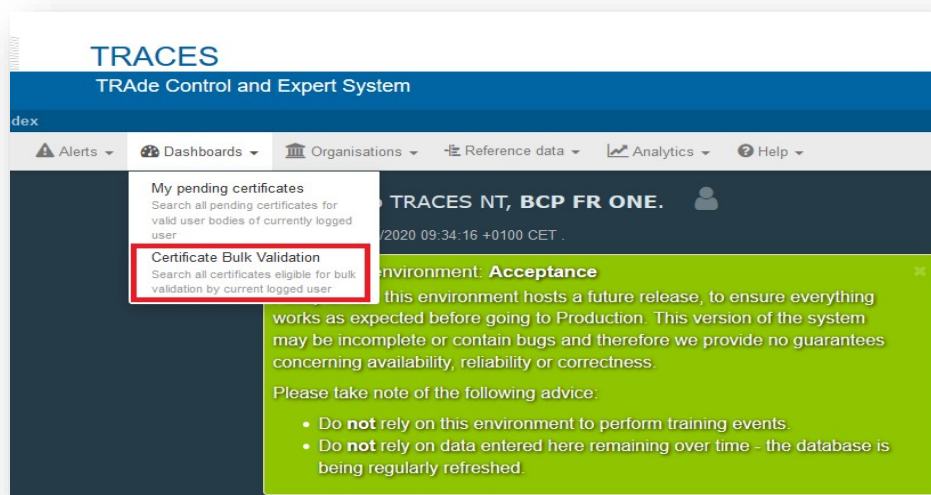 TRACES
TRAde Control and Expert System
dex
Alerts Dashboards Organisations Reference data Analytics Help
My pending certificates
Search all pending certificates for
valid user bodies of currently logged
user
Certificate Bulk Validation
Search all certificates eligible for bulk
validation by current logged user
TRACES NT, BCP FR ONE.
/2020 09:34:16 +0100 CET .
nvironment: Acceptance
this environment hosts a future release, to ensure everything
works as expected before going to Production. This version of the system
may be incomplete or contain bugs and therefore we provide no guarantees
concerning availability, reliability or correctness.
Please take note of the following advice:
• Do not rely on this environment to perform training events.
• Do not rely on data entered here remaining over time - the database is
being regularly refreshed.